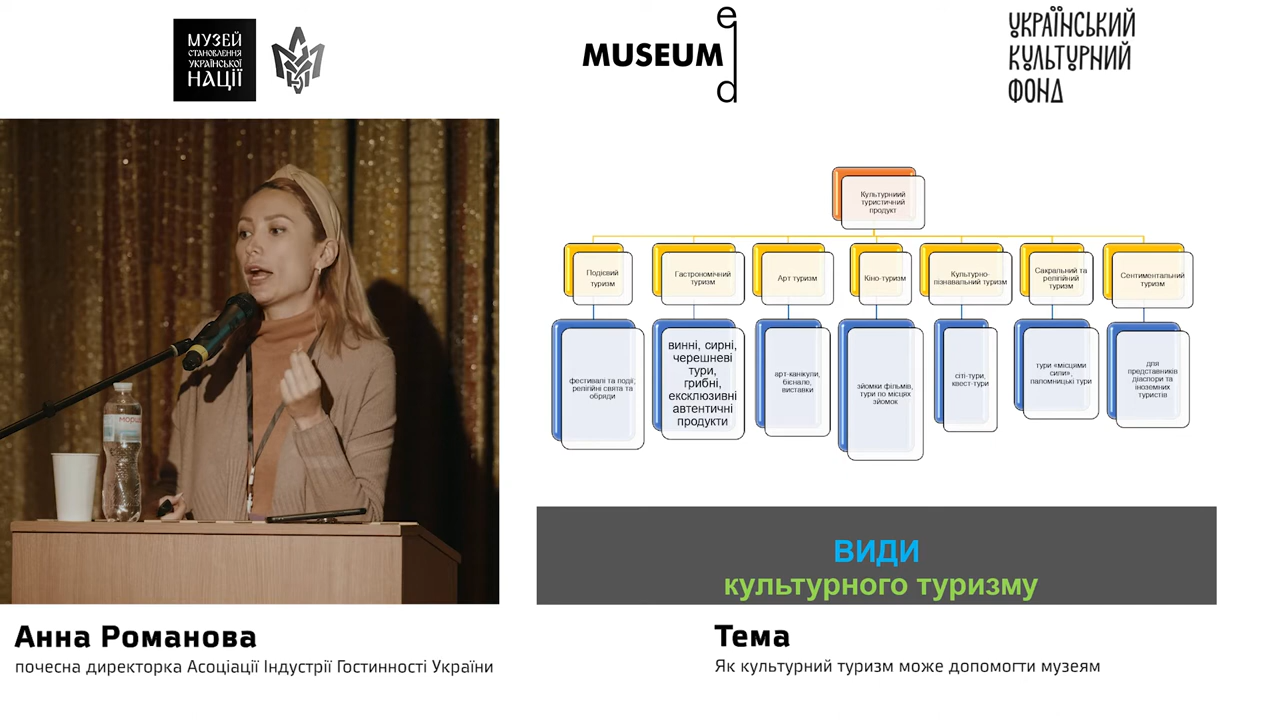 МУЗЕЙ
СТАНОВЛЕННЯ
УКРАЇНСЬКОЇ
НАЦІЇ
MUSEUM
ed
УКРАЇНСЬКИЙ
КУЛЬТУРНИЙ
ФОНД
Культурниий
туристичний
продукт
Подієвий
туризм
Гастрономічний
туризм
Арт туризм
Кіно-туризм
Культурно-
пізнавальний туризм
Сакральний та
релігійний
туризм
Сентиментальний
туризм
фестивалі та події;
релігійні свята та
обряди
винні, сирні,
черешневі
тури,
грибні,
ексклюзивні
автентичні
продукти
арт-канікули,
бієнале,
виставки
зйомки фільмів,
тури по місцях
зйомок
сіті-тури,
квест-тури
тури «місцями
сили»,
паломницькі тури
для
представників
діаспори та
іноземних
туристів
ВИДИ
культурного туризму
Анна Романова
почесна директорка Асоціації Індустрії Гостинності України
Тема
Як культурний туризм може допомогти музеям